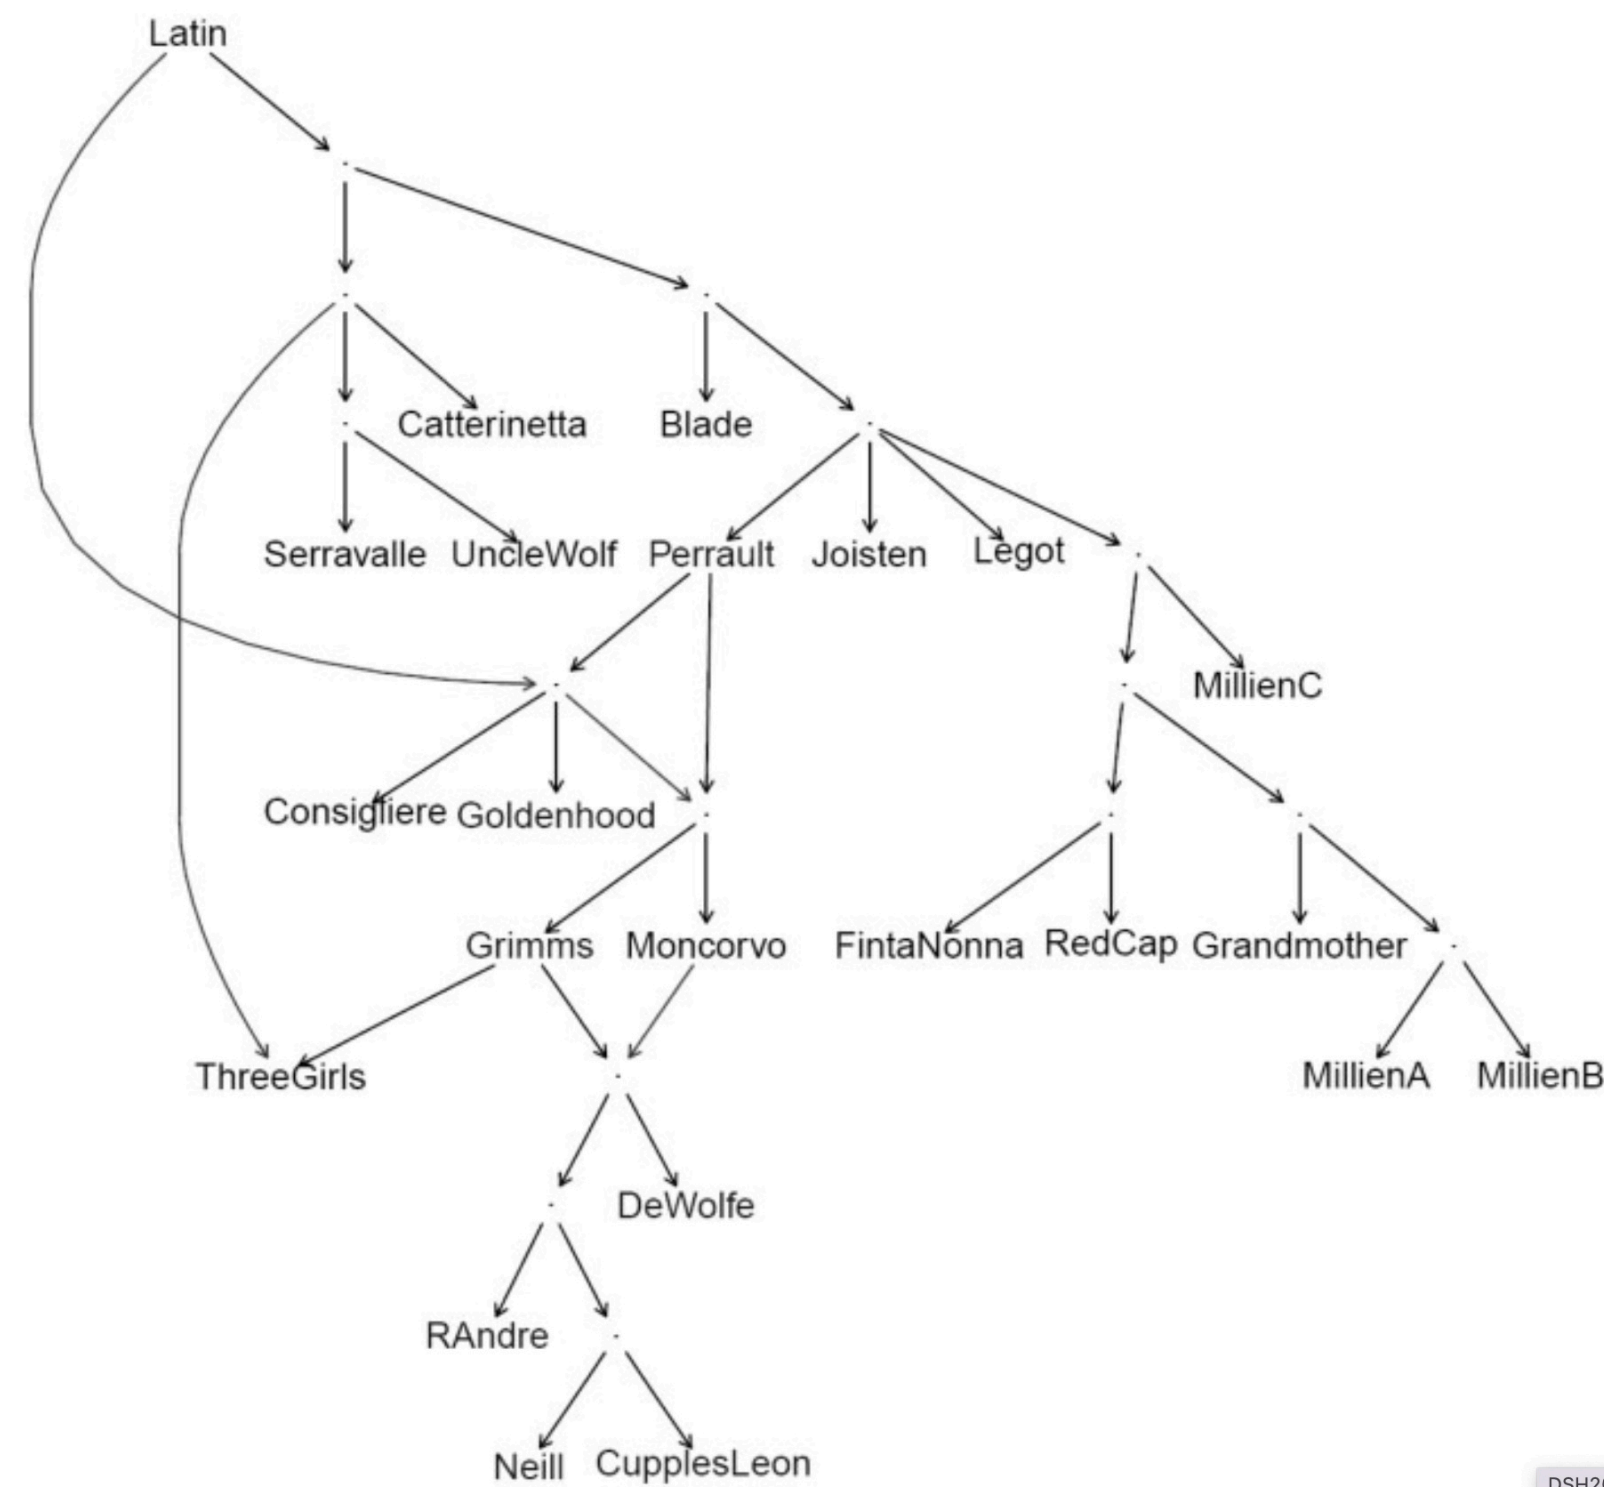 Latin
Catterinetta Blade
Serravalle UncleWolf Perrault Joisten Legot
MillienC
Consigliere Goldenhood
Grimms Moncorvo FintaNonna RedCap Grandmother
ThreeGirls MillienA MillienB
DeWolfe
RAndre
Neill CupplesLeon